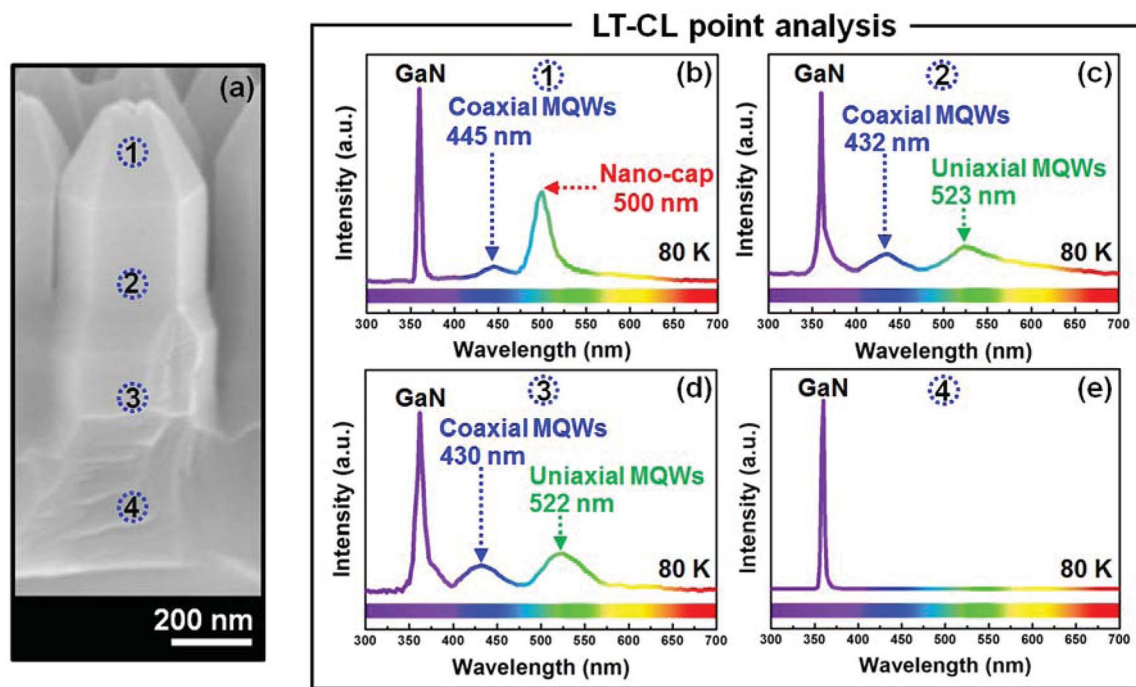 LT-CL point analysis
(a)
1
2
3
4
200 nm
(b)
1
GaN
Coaxial MQWs
445 nm
Nano-cap
500 nm
80 K
Intensity (a.u.)
300 350 400 450 500 550 600 650 700
Wavelength (nm)
(c)
2
GaN
Coaxial MQWs
432 nm
Uniaxial MQWs
523 nm
80 K
Intensity (a.u.)
300 350 400 450 500 550 600 650 700
Wavelength (nm)
(d)
3
GaN
Coaxial MQWs
430 nm
Uniaxial MQWs
522 nm
80 K
Intensity (a.u.)
300 350 400 450 500 550 600 650 700
Wavelength (nm)
(e)
4
GaN
80 K
Intensity (a.u.)
300 350 400 450 500 550 600 650 700
Wavelength (nm)